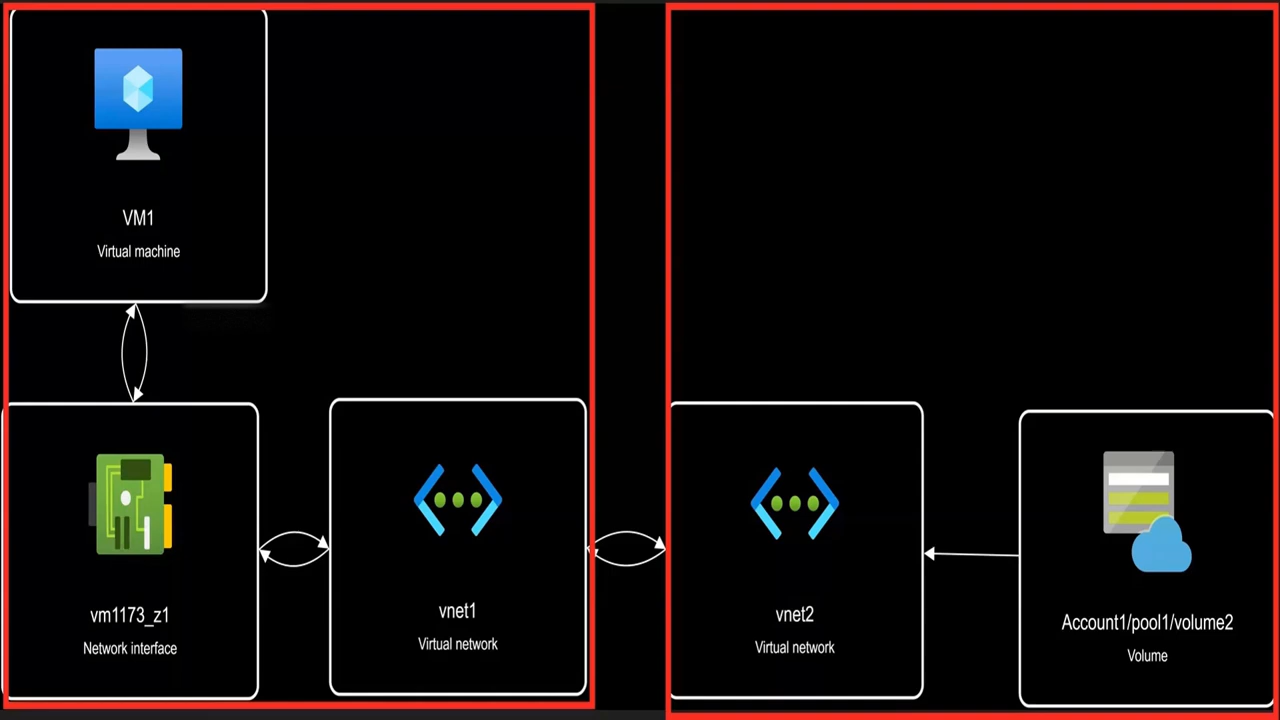 VM1
Virtual machine
vm1173_z1
Network interface
vnet1
Virtual network
vnet2
Virtual network
Account1/pool1/volume2
Volume